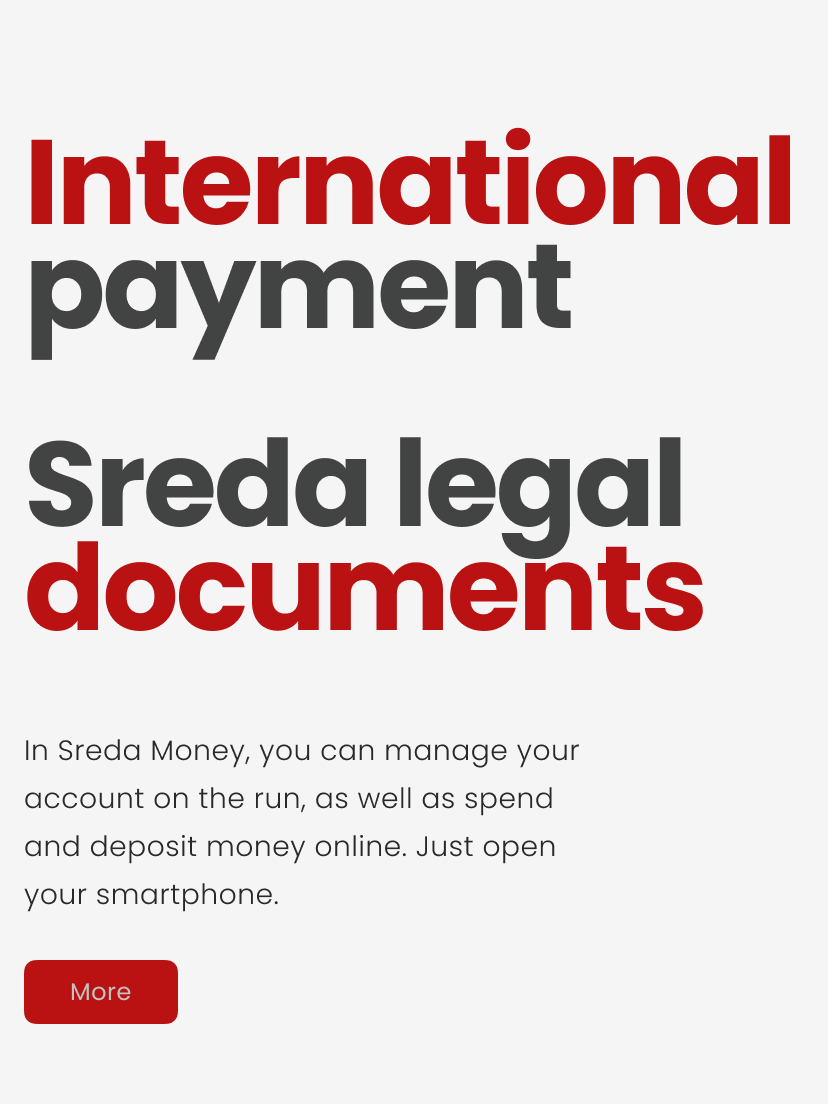 International
payment
Sreda legal
documents
In Sreda Money, you can manage your
account on the run, as well as spend
and deposit money online. Just open
your smartphone.
More